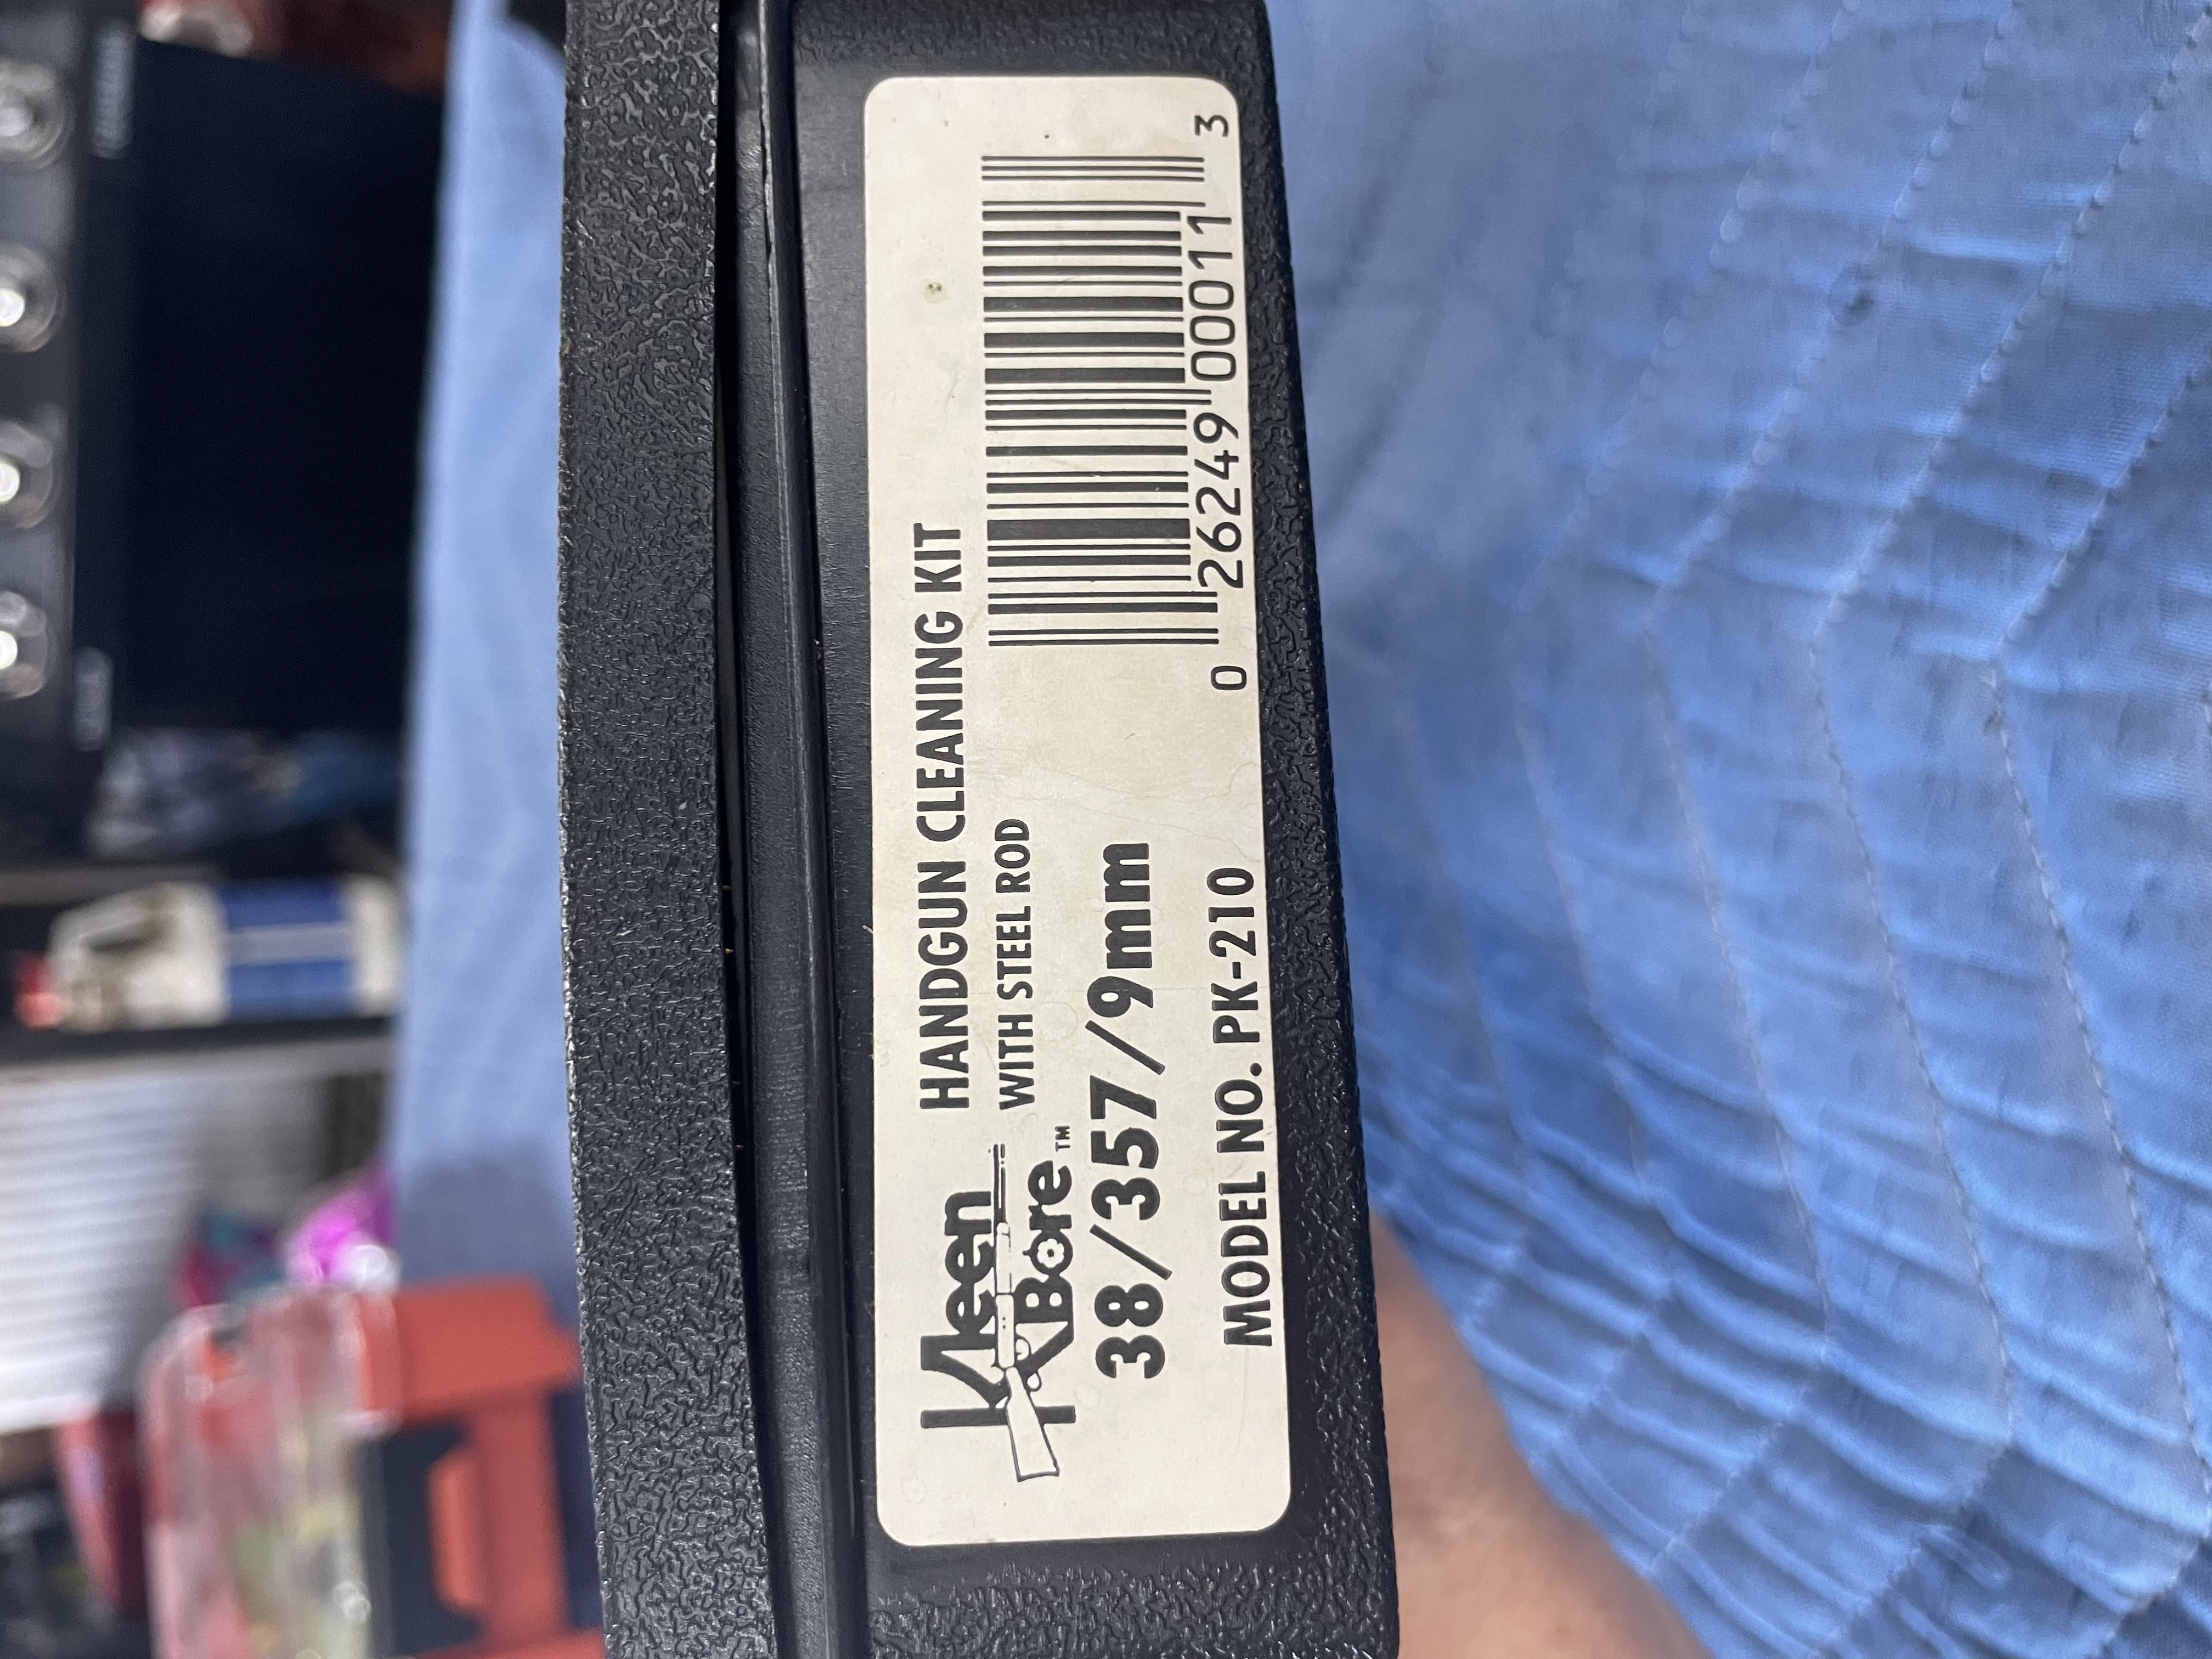 Kleen
Bore™
HANDGUN CLEANING KIT
WITH STEEL ROD
38/357/9mm
MODEL NO. PK-210
0 26249 00011 3